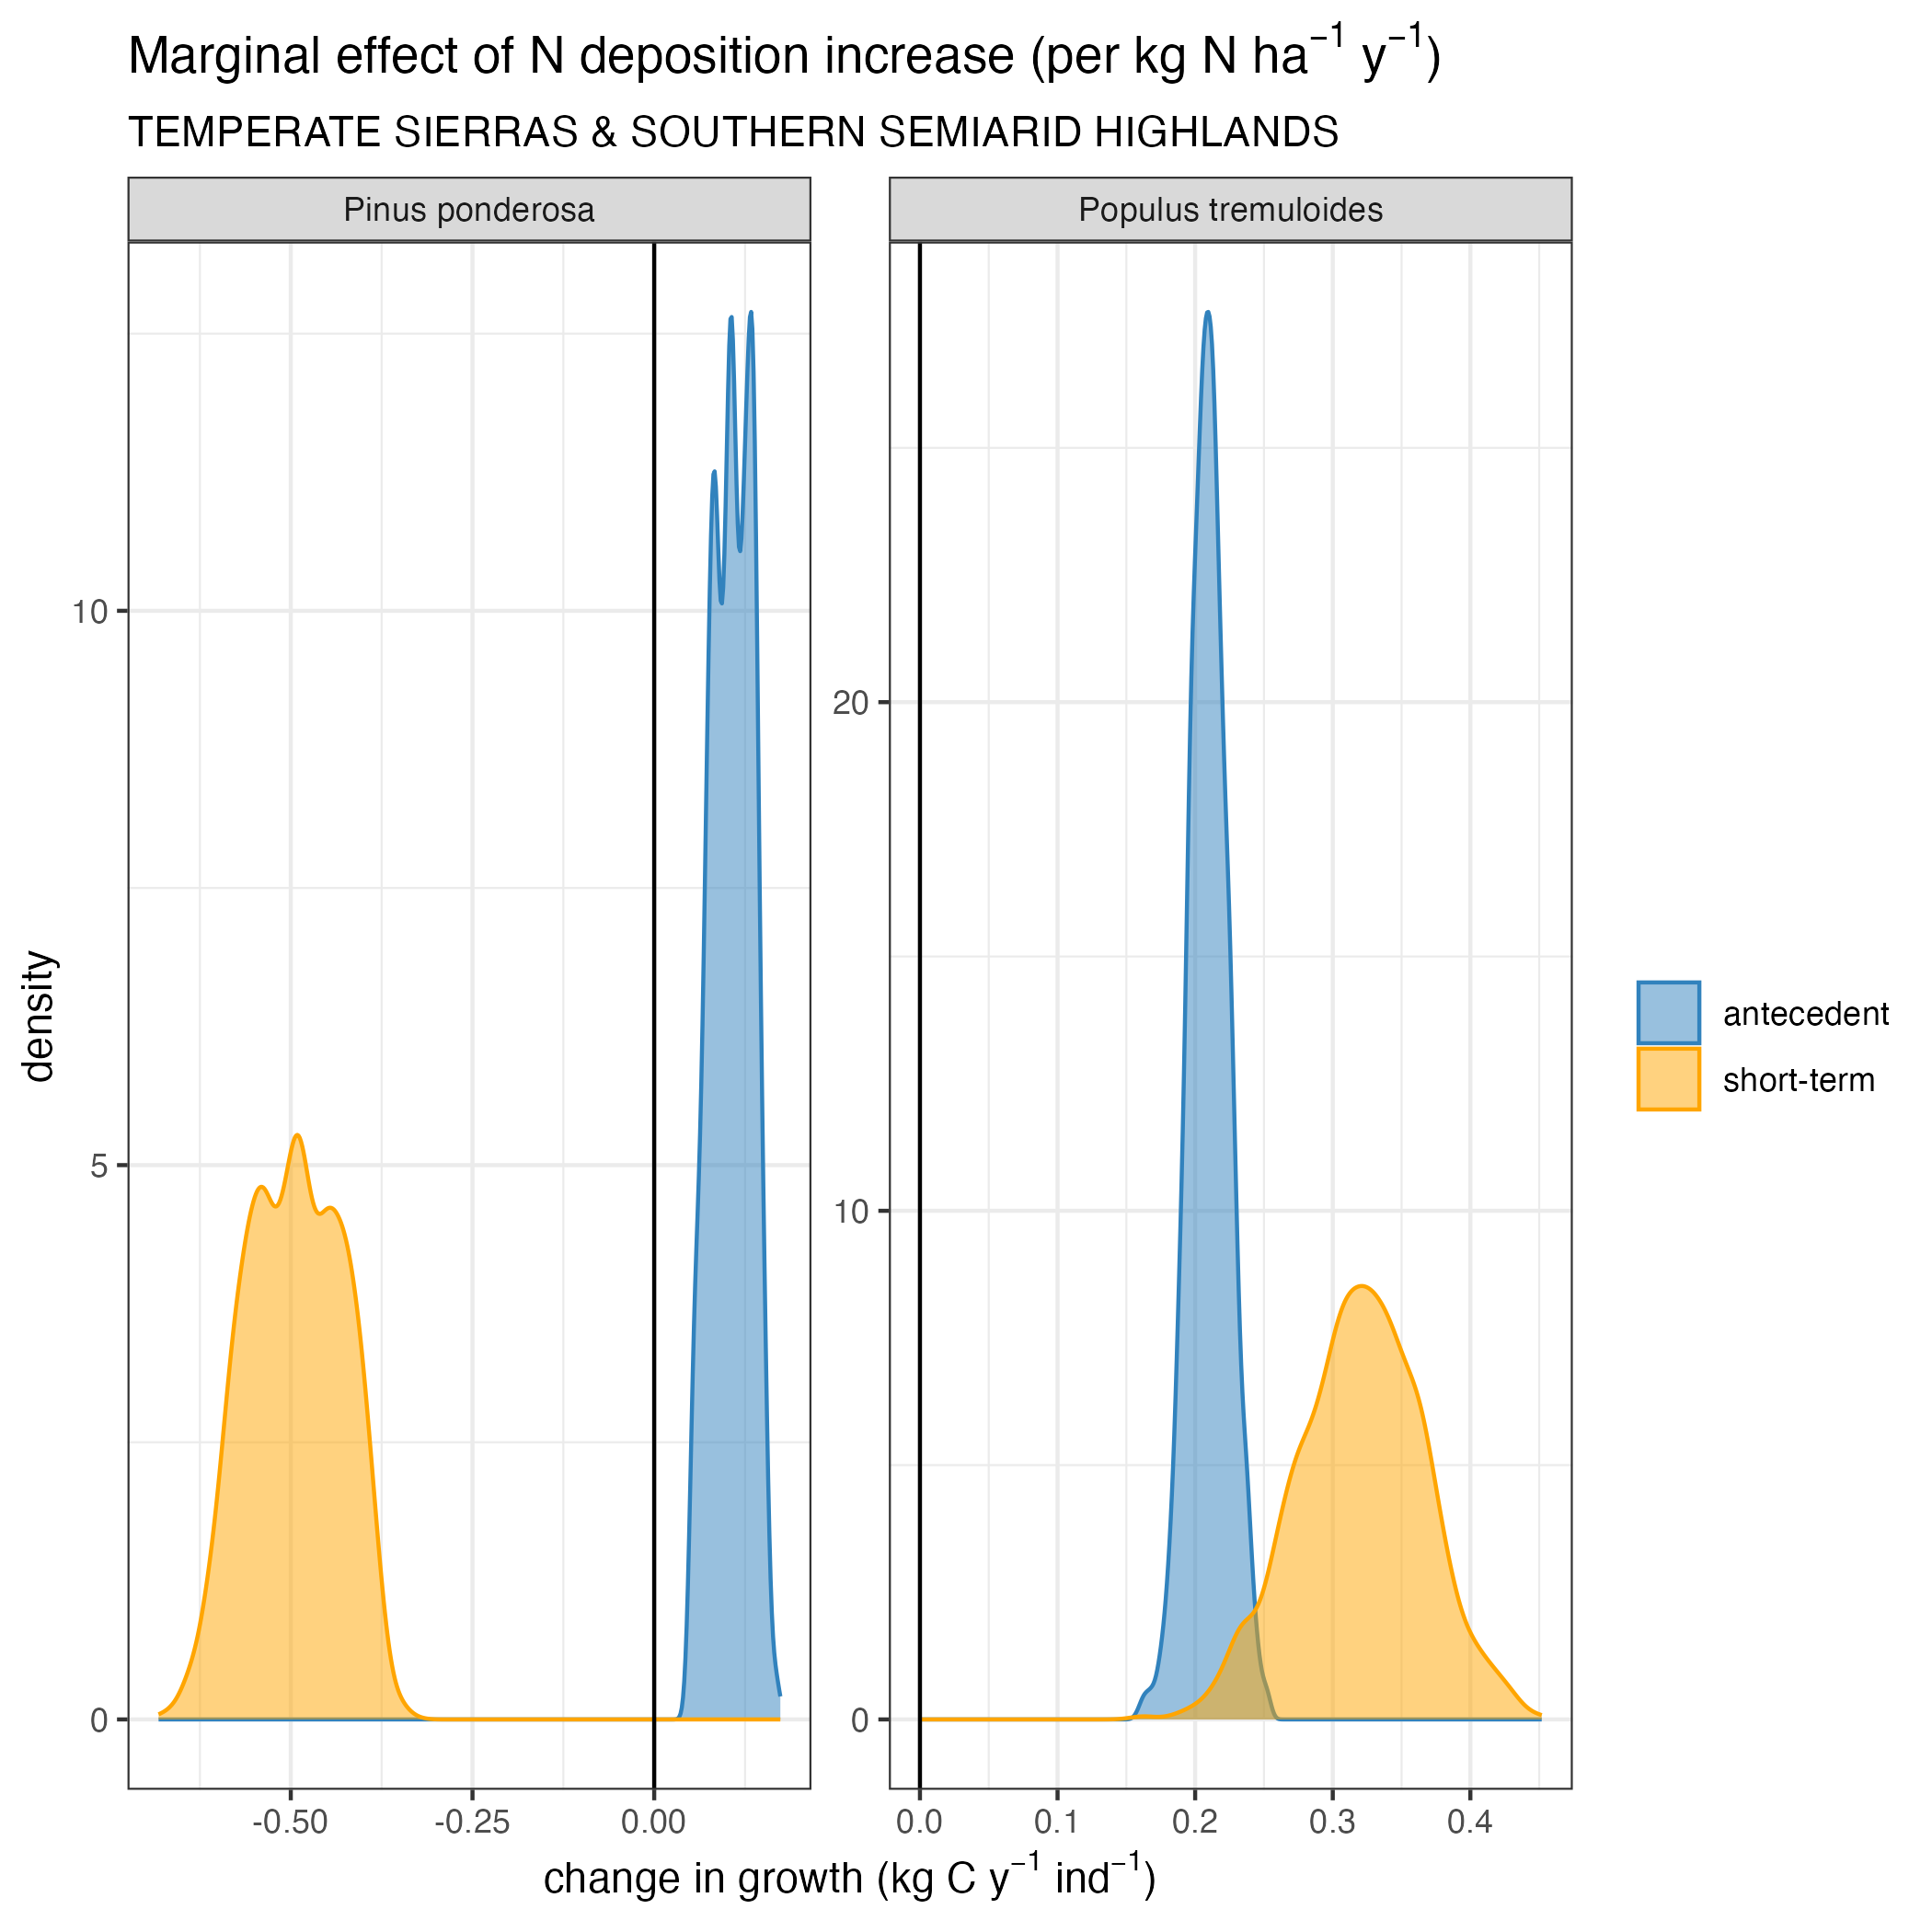 Marginal effect of N deposition increase (per kg N ha⁻¹ y⁻¹)
TEMPERATE SIERRAS & SOUTHERN SEMIARID HIGHLANDS
Pinus ponderosa
Populus tremuloides
density
10
5
0
20
10
0
-0.50
-0.25
0.00
0.0
0.1
0.2
0.3
0.4
change in growth (kg C y⁻¹ ind⁻¹)
antecedent
short-term